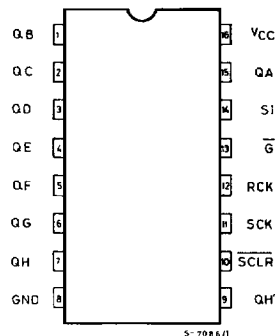 QB 1 16 VCC
QC 2 15 QA
QD 3 14 SI
QE 4 13 G̅
QF 5 12 RCK
QG 6 11 SCK
QH 7 10 S̅C̅L̅R̅
GND 8 9 QH'
S-7086/1